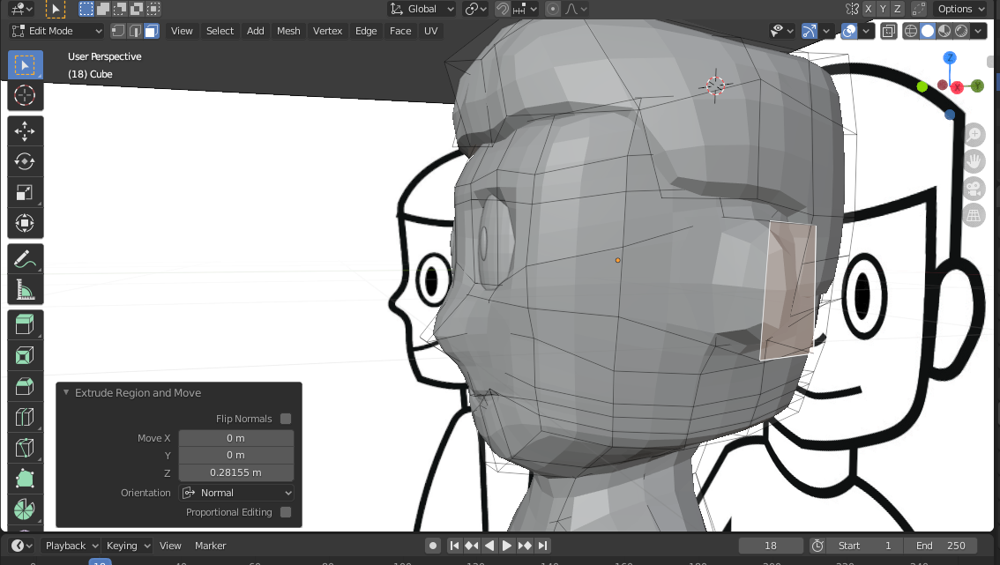 Global
X Y Z
Options
Edit Mode
View
Select
Add
Mesh
Vertex
Edge
Face
UV
User Perspective
(18) Cube
Z
X
Y
Extrude Region and Move
Flip Normals
Move X 0 m
Y 0 m
Z 0.28155 m
Orientation Normal
Proportional Editing
Playback
Keying
View
Marker
18
Start 1
End 250